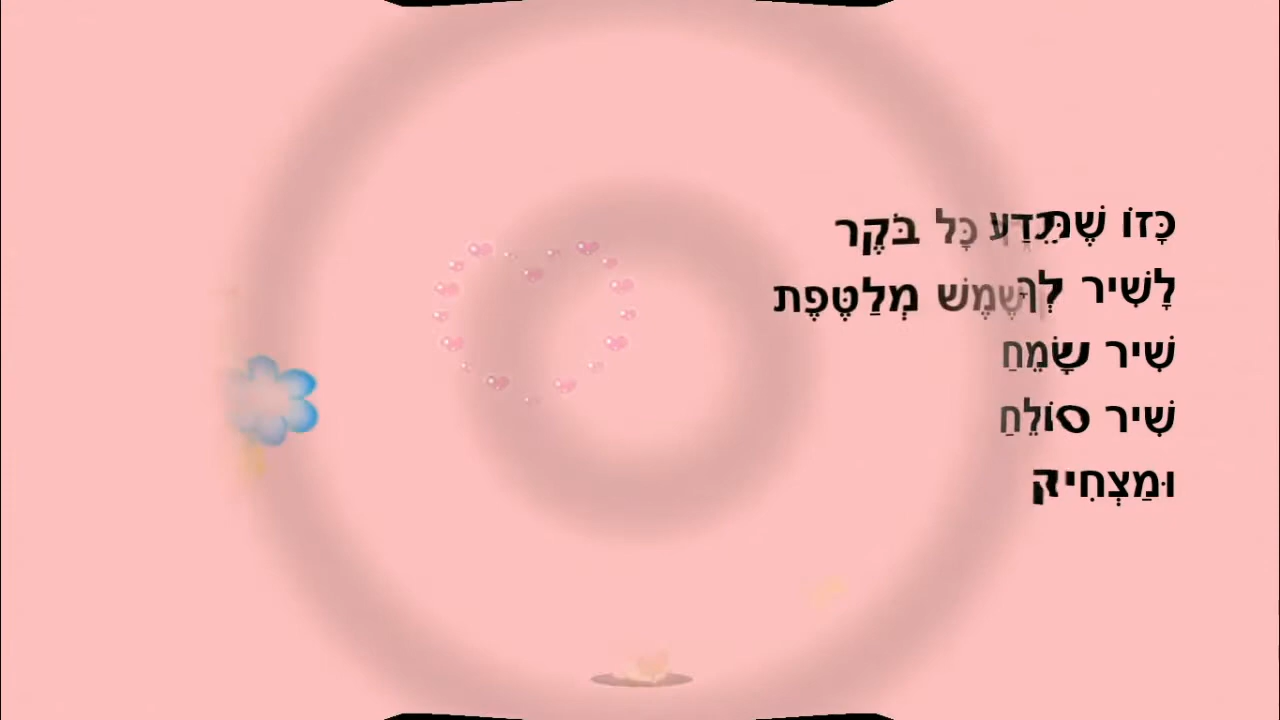 כָּזוֹ שֶׁתֵּדַע כָּל בֹּקֶר
לָשִׁיר לְךָ מְלַטֶּפֶת
שִׁיר שָׂמֵחַ
שִׁיר סוֹלֵחַ
וּמַצְחִיק